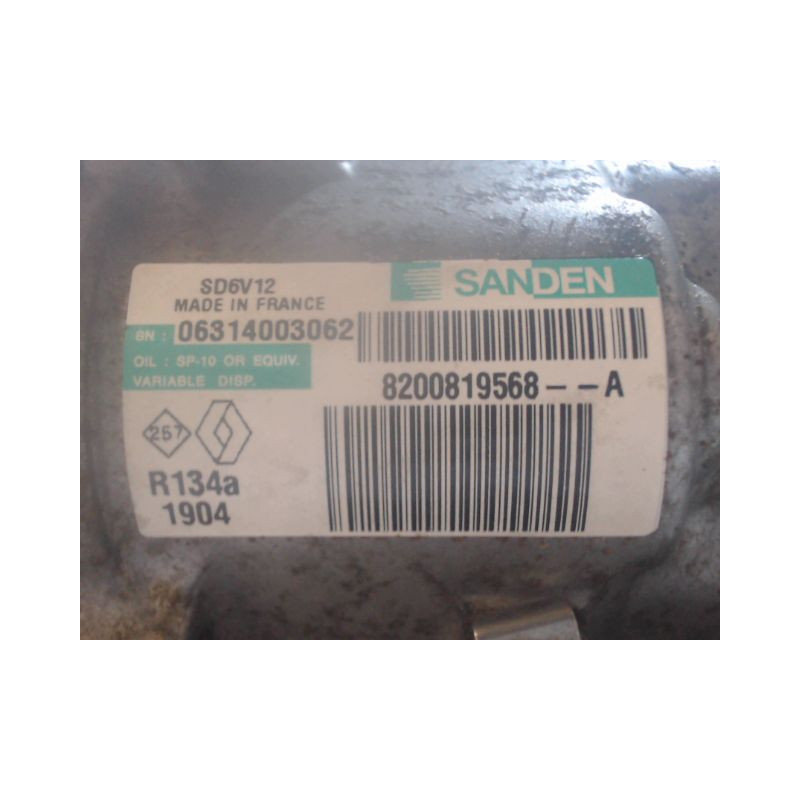 SD6V12
MADE IN FRANCE
SANDEN
SN : 06314003062
OIL : SP-10 OR EQUIV.
VARIABLE DISP.
8200819568--A
257
R134a
1904